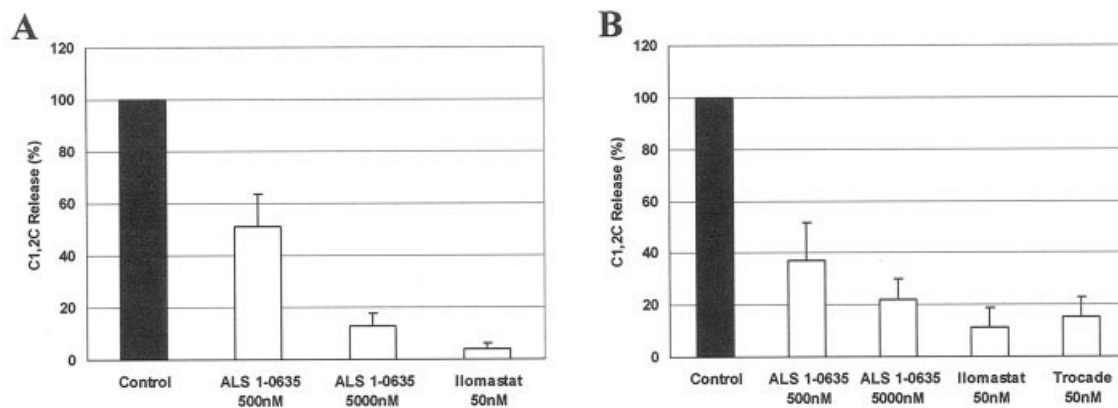 A
C1,2C Release (%)
120
100
80
60
40
20
0
Control
ALS 1-0635
500nM
ALS 1-0635
5000nM
Ilomastat
50nM
B
C1,2C Release (%)
120
100
80
60
40
20
0
Control
ALS 1-0635
500nM
ALS 1-0635
5000nM
Ilomastat
50nM
Trocade
50nM